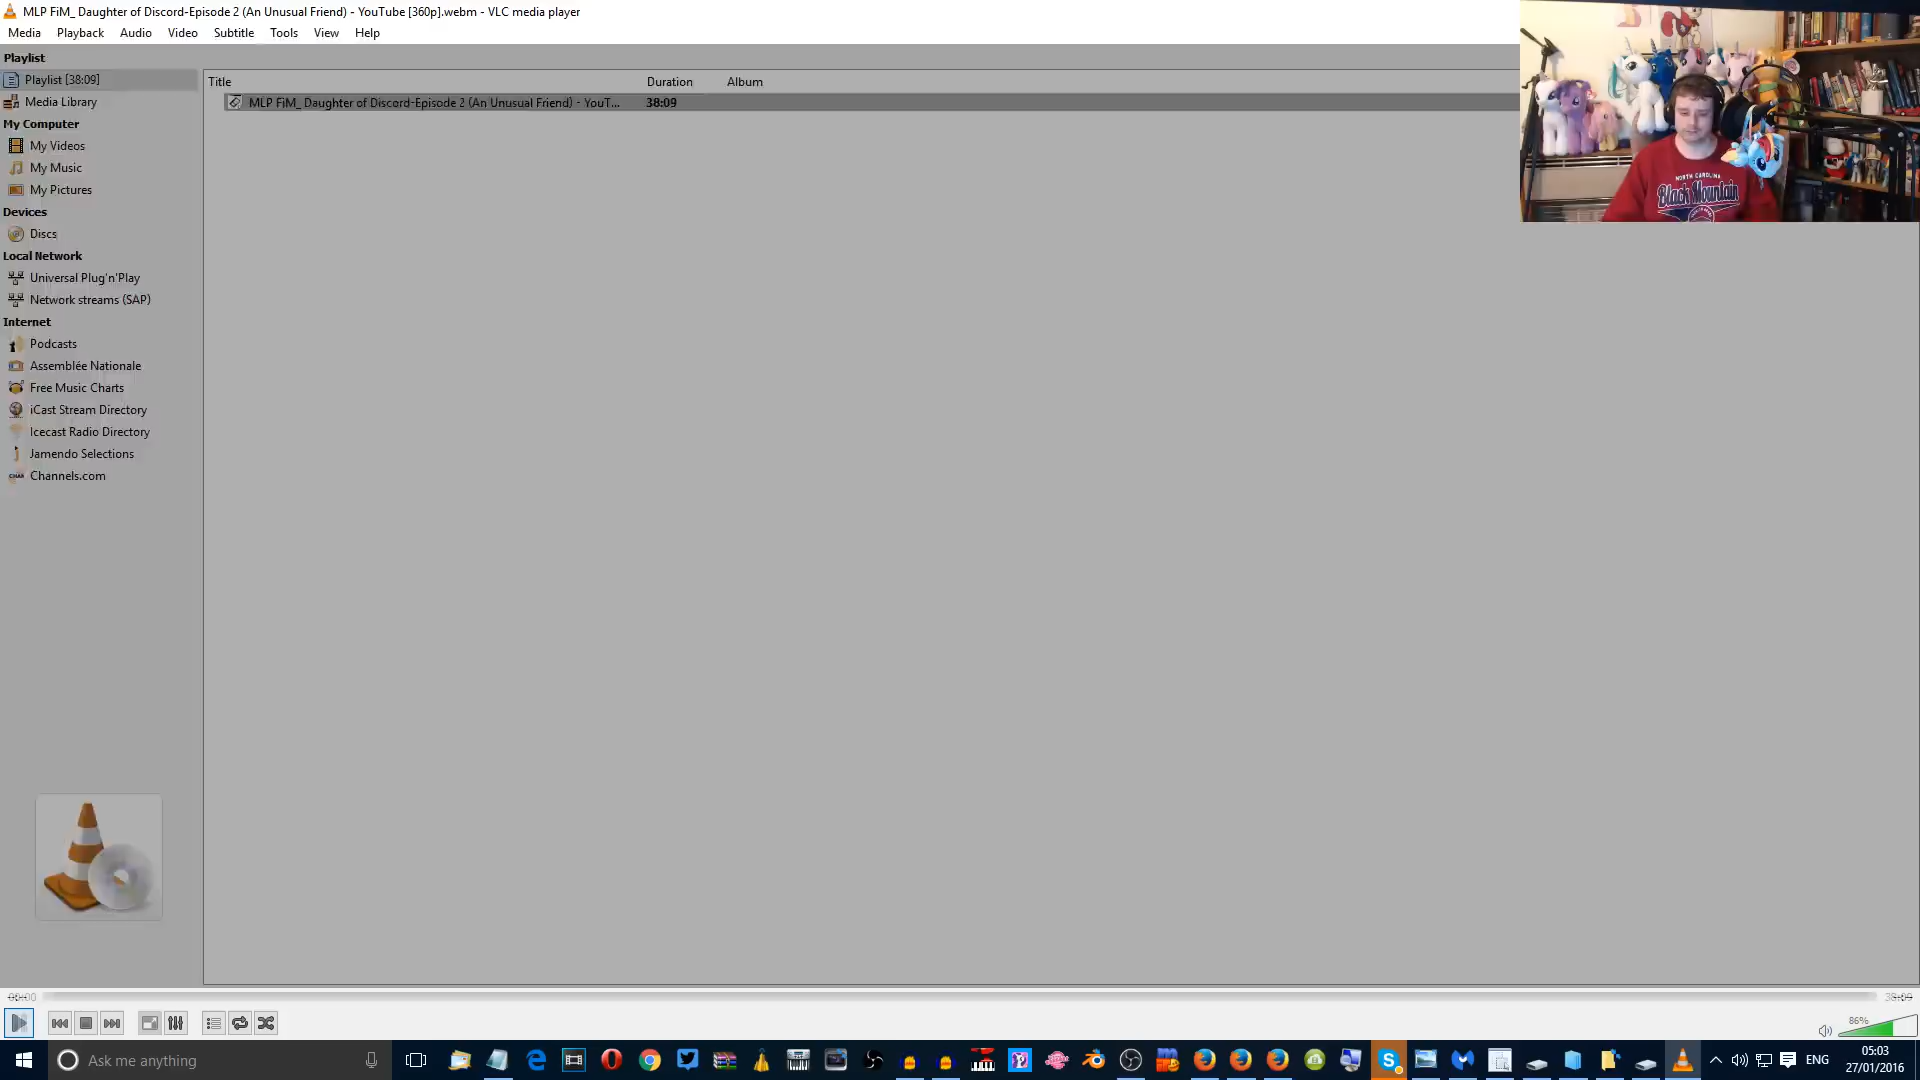 MLP FiM_ Daughter of Discord-Episode 2 (An Unusual Friend) - YouTube [360p].webm - VLC media player
Media Playback Audio Video Subtitle Tools View Help
Playlist
Playlist [38:09]
Media Library
My Computer
My Videos
My Music
My Pictures
Devices
Discs
Local Network
Universal Plug'n'Play
Network streams (SAP)
Internet
Podcasts
Assemblée Nationale
Free Music Charts
iCast Stream Directory
Icecast Radio Directory
Jamendo Selections
Channels.com
Title Duration Album
MLP FiM_ Daughter of Discord-Episode 2 (An Unusual Friend) - YouT... 38:09
NORTH CAROLINA
Black Mountain
86%
Ask me anything
ENG
05:03
27/01/2016